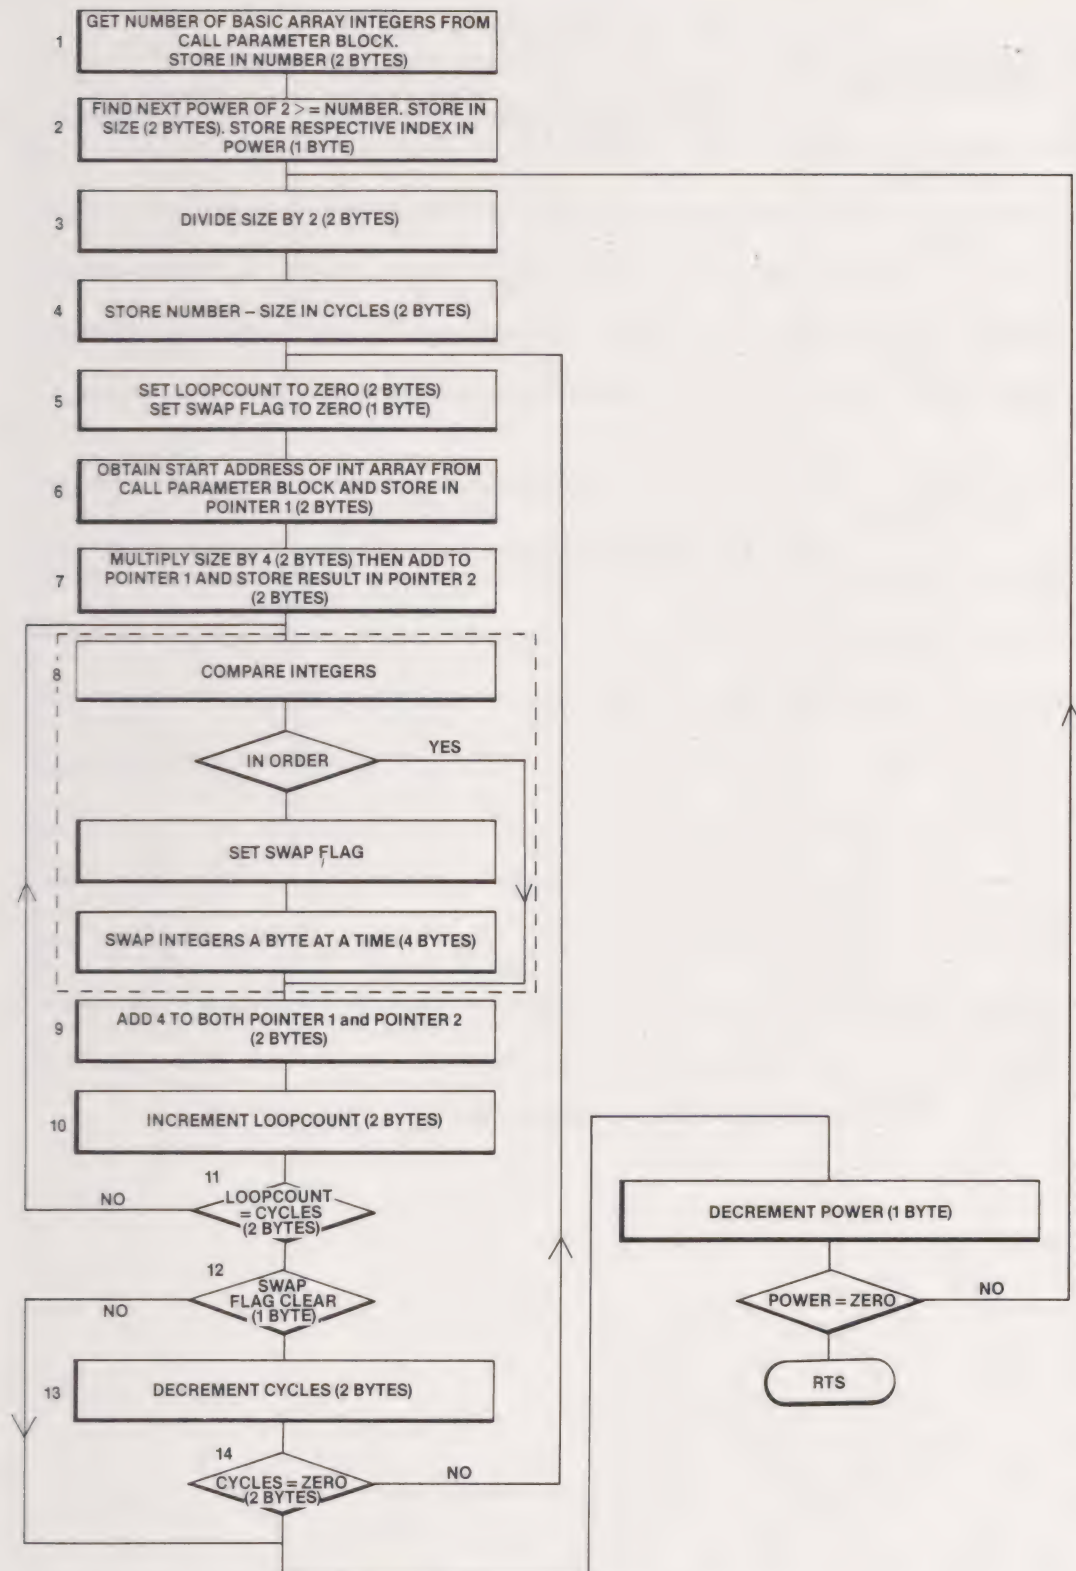 1
GET NUMBER OF BASIC ARRAY INTEGERS FROM
CALL PARAMETER BLOCK.
STORE IN NUMBER (2 BYTES)
2
FIND NEXT POWER OF 2 > = NUMBER. STORE IN
SIZE (2 BYTES). STORE RESPECTIVE INDEX IN
POWER (1 BYTE)
3
DIVIDE SIZE BY 2 (2 BYTES)
4
STORE NUMBER – SIZE IN CYCLES (2 BYTES)
5
SET LOOPCOUNT TO ZERO (2 BYTES)
SET SWAP FLAG TO ZERO (1 BYTE)
6
OBTAIN START ADDRESS OF INT ARRAY FROM
CALL PARAMETER BLOCK AND STORE IN
POINTER 1 (2 BYTES)
7
MULTIPLY SIZE BY 4 (2 BYTES) THEN ADD TO
POINTER 1 AND STORE RESULT IN POINTER 2
(2 BYTES)
8
COMPARE INTEGERS
IN ORDER
YES
SET SWAP FLAG
SWAP INTEGERS A BYTE AT A TIME (4 BYTES)
9
ADD 4 TO BOTH POINTER 1 and POINTER 2
(2 BYTES)
10
INCREMENT LOOPCOUNT (2 BYTES)
11
LOOPCOUNT
= CYCLES
(2 BYTES)
NO
12
SWAP
FLAG CLEAR
(1 BYTE)
NO
13
DECREMENT CYCLES (2 BYTES)
14
CYCLES = ZERO
(2 BYTES)
NO
DECREMENT POWER (1 BYTE)
POWER = ZERO
NO
RTS